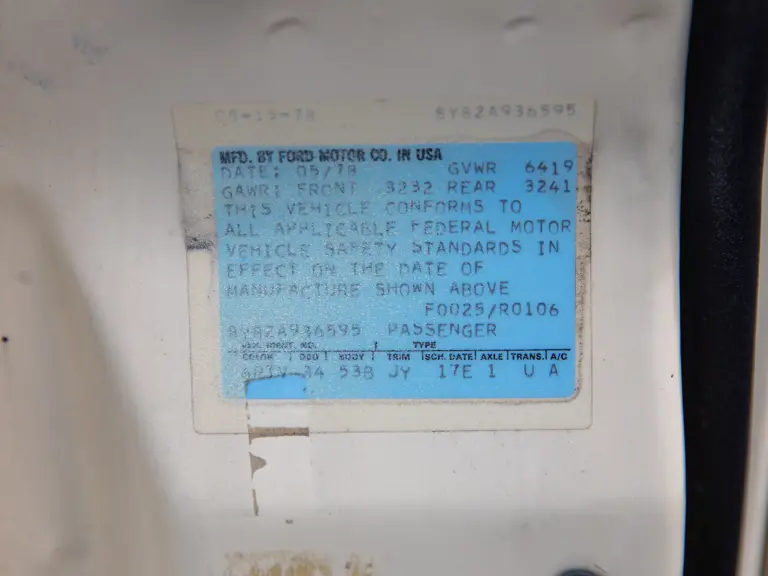 05-15-78 8Y82A936595
MFD. BY FORD MOTOR CO. IN USA
DATE: 05/78 GVWR 6419
GAWR: FRONT 3232 REAR 3241
THIS VEHICLE CONFORMS TO
ALL APPLICABLE FEDERAL MOTOR
VEHICLE SAFETY STANDARDS IN
EFFECT ON THE DATE OF
MANUFACTURE SHOWN ABOVE
F0025/R0106
8Y82A936595 PASSENGER
VEH. IDENT. NO. TYPE
COLOR DSO BODY TRIM SCH. DATE AXLE TRANS. A/C
34 53B JY 17E 1 U A